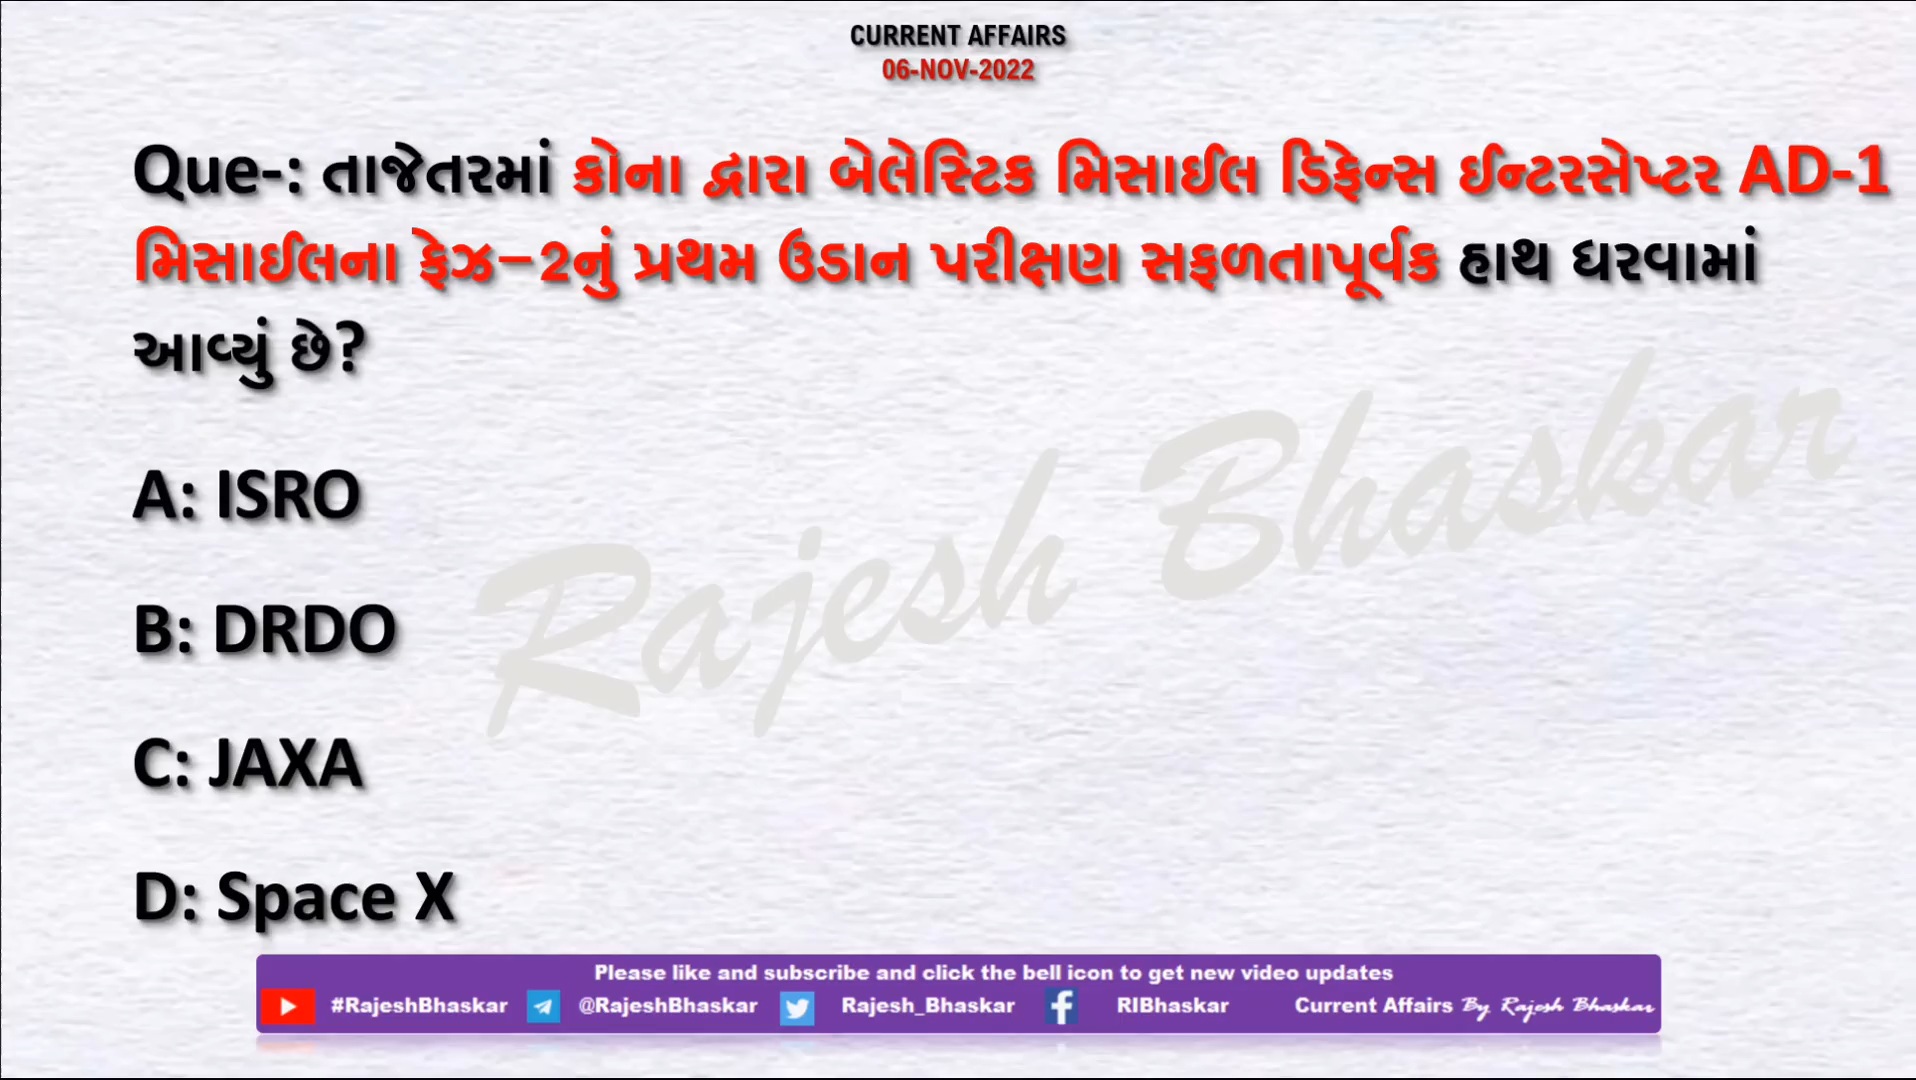 CURRENT AFFAIRS
06-NOV-2022
Que-: તાજેતરમાં કોના દ્વારા બેલેસ્ટિક મિસાઈલ ડિફેન્સ ઈન્ટરસેપ્ટર AD-1
મિસાઈલના ફેઝ–2નું પ્રથમ ઉડાન પરીક્ષણ સફળતાપૂર્વક હાથ ધરવામાં
આવ્યું છે?
Rajesh Bhaskar
A: ISRO
B: DRDO
C: JAXA
D: Space X
Please like and subscribe and click the bell icon to get new video updates
#RajeshBhaskar @RajeshBhaskar Rajesh_Bhaskar RIBhaskar Current Affairs By Rajesh Bhaskar